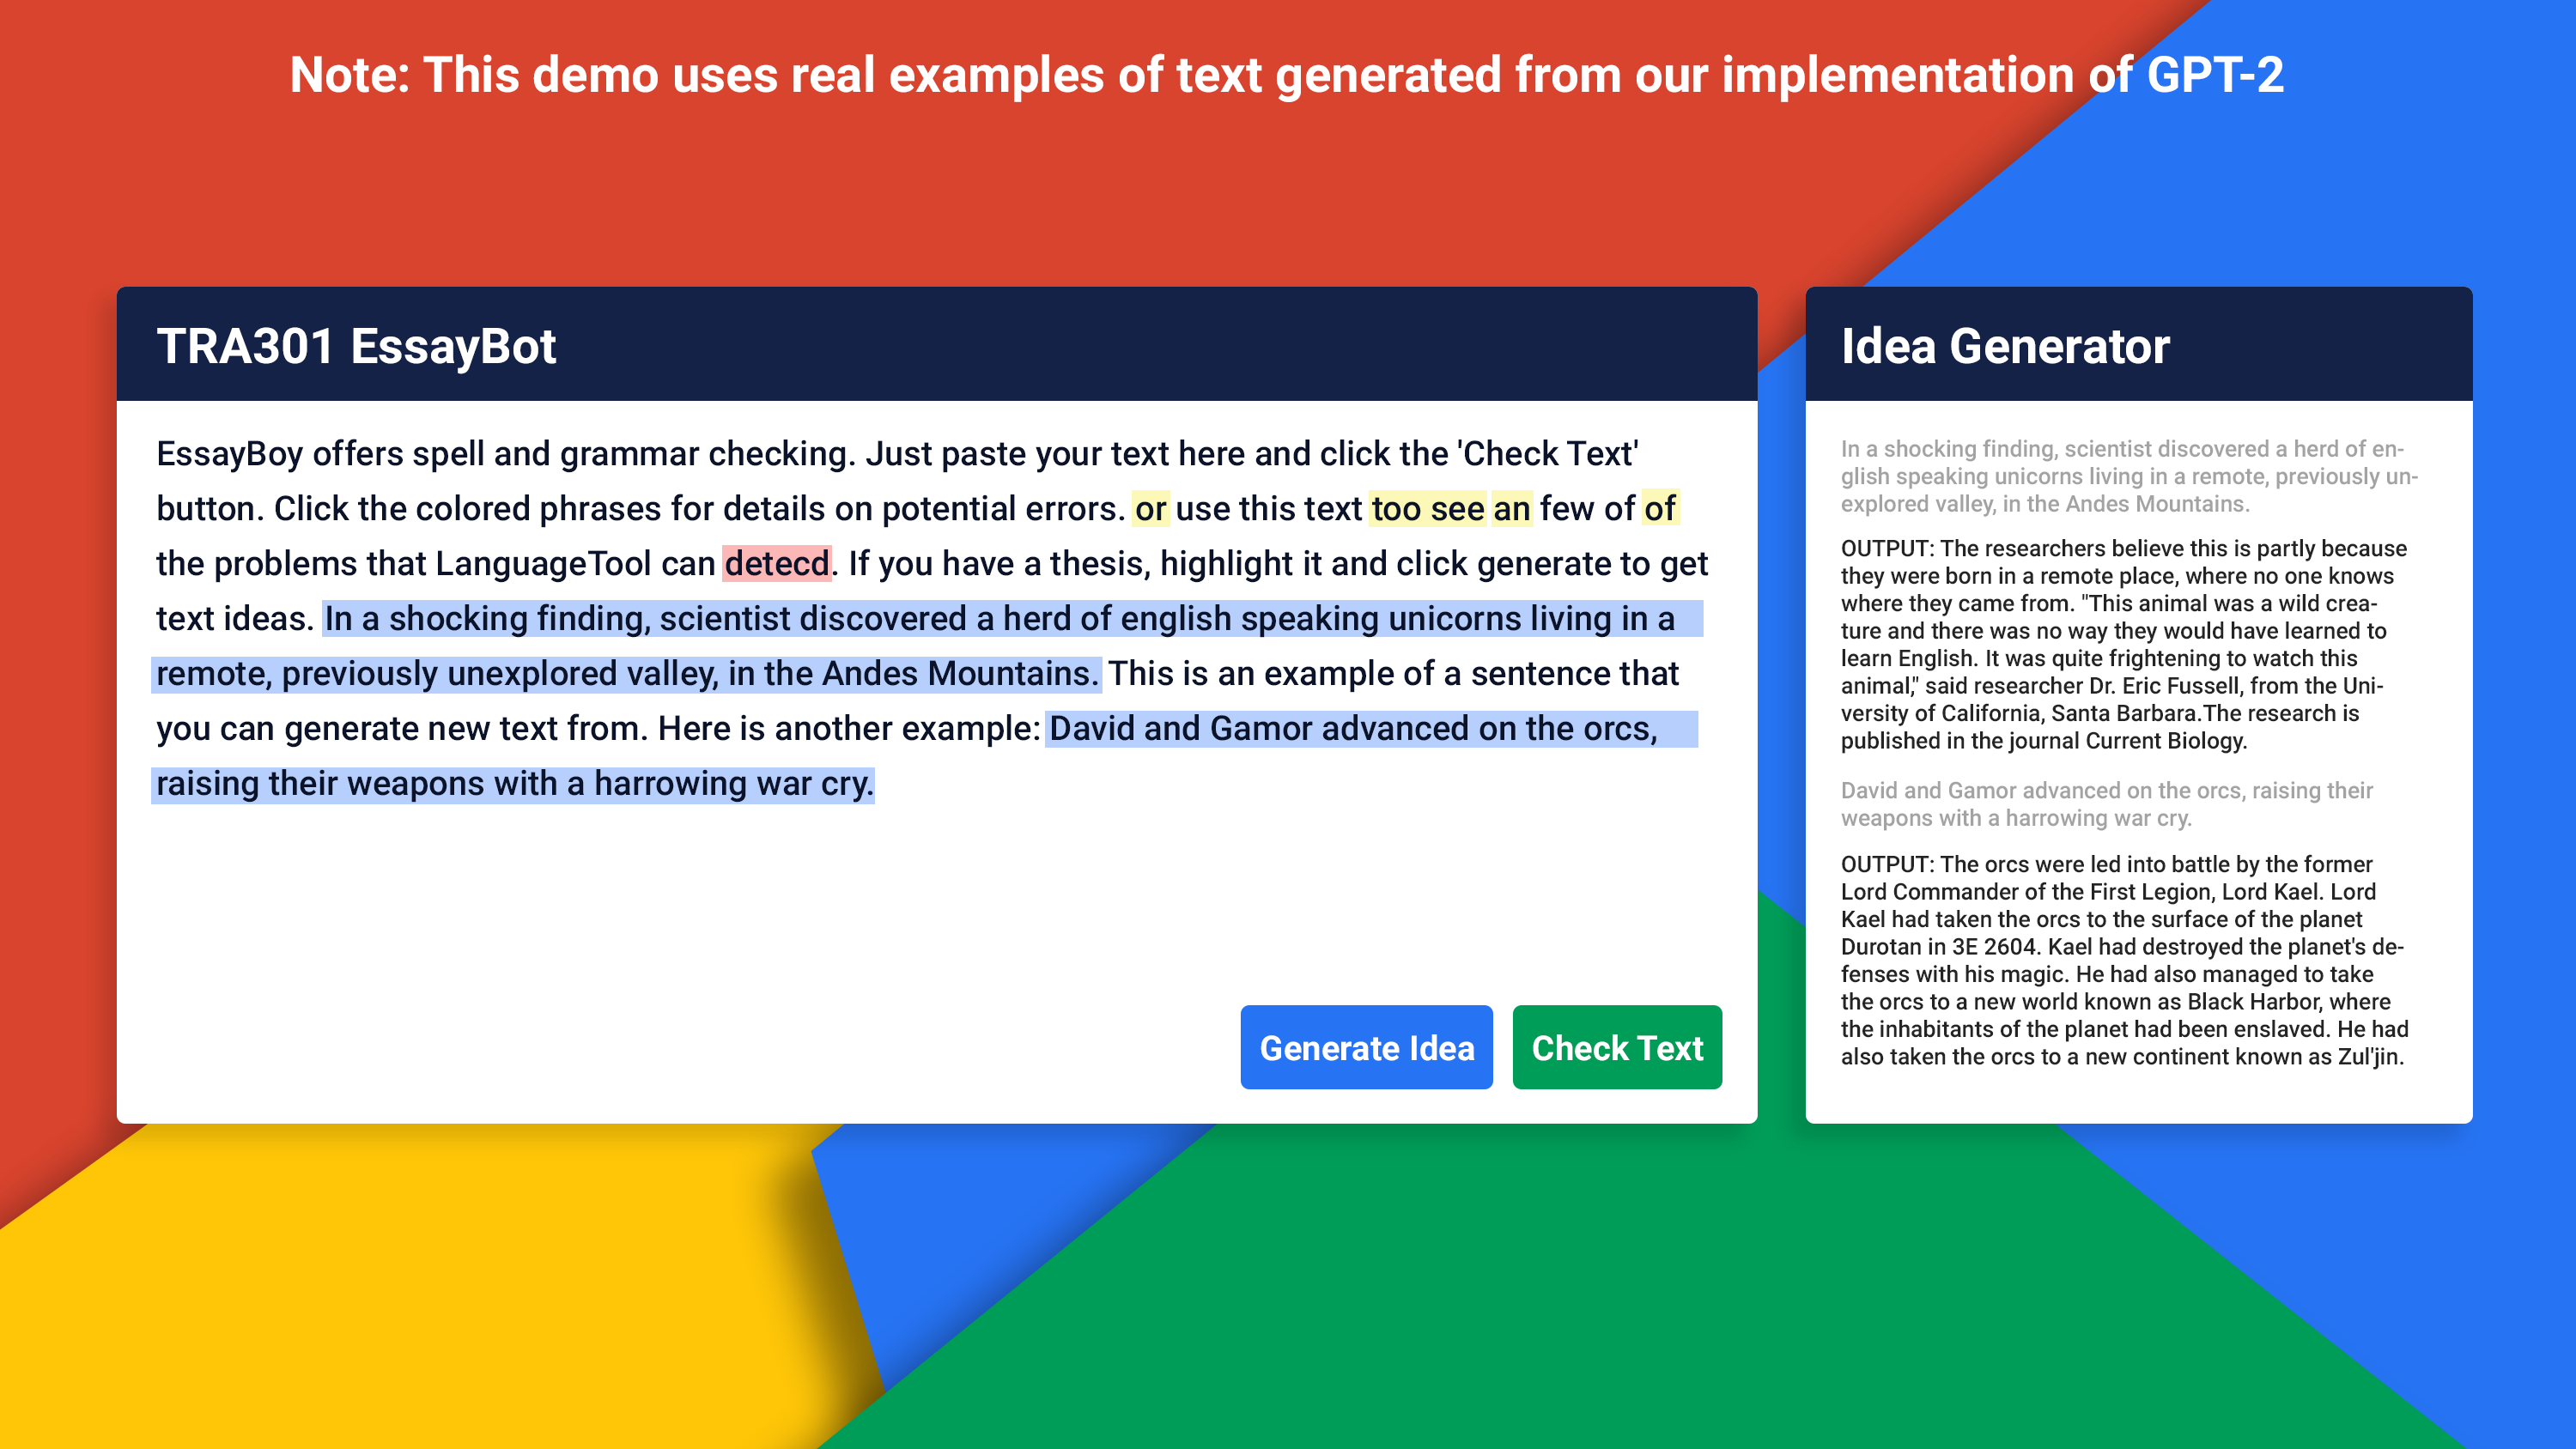 Note: This demo uses real examples of text generated from our implementation of GPT-2
TRA301 EssayBot
EssayBoy offers spell and grammar checking. Just paste your text here and click the 'Check Text'
button. Click the colored phrases for details on potential errors. or use this text too see an few of of
the problems that LanguageTool can detecd. If you have a thesis, highlight it and click generate to get
text ideas. In a shocking finding, scientist discovered a herd of english speaking unicorns living in a
remote, previously unexplored valley, in the Andes Mountains. This is an example of a sentence that
you can generate new text from. Here is another example: David and Gamor advanced on the orcs,
raising their weapons with a harrowing war cry.
Generate Idea
Check Text
Idea Generator
In a shocking finding, scientist discovered a herd of en-
glish speaking unicorns living in a remote, previously un-
explored valley, in the Andes Mountains.
OUTPUT: The researchers believe this is partly because
they were born in a remote place, where no one knows
where they came from. "This animal was a wild crea-
ture and there was no way they would have learned to
learn English. It was quite frightening to watch this
animal," said researcher Dr. Eric Fussell, from the Uni-
versity of California, Santa Barbara.The research is
published in the journal Current Biology.
David and Gamor advanced on the orcs, raising their
weapons with a harrowing war cry.
OUTPUT: The orcs were led into battle by the former
Lord Commander of the First Legion, Lord Kael. Lord
Kael had taken the orcs to the surface of the planet
Durotan in 3E 2604. Kael had destroyed the planet's de-
fenses with his magic. He had also managed to take
the orcs to a new world known as Black Harbor, where
the inhabitants of the planet had been enslaved. He had
also taken the orcs to a new continent known as Zul'jin.